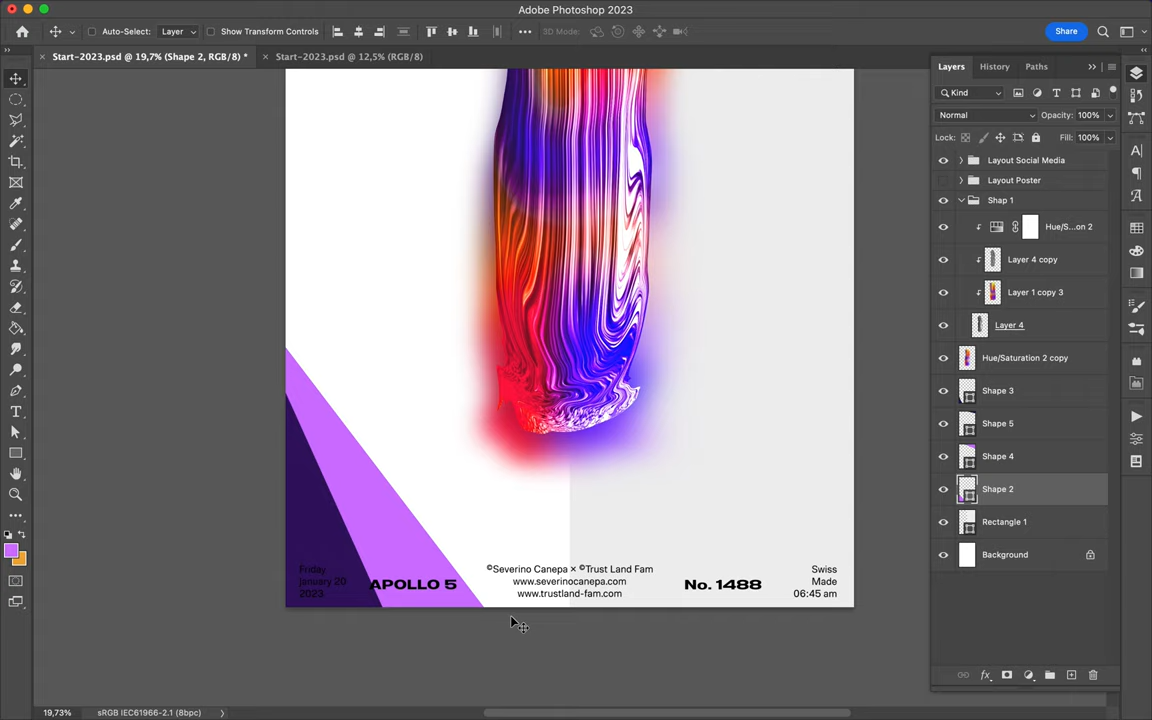 Adobe Photoshop 2023
Auto-Select:
Layer
Show Transform Controls
3D Mode:
Share
Start-2023.psd @ 19,7% (Shape 2, RGB/8) *
Start-2023.psd @ 12,5% (RGB/8)
Layers
History
Paths
Kind
Normal
Opacity:
100%
Lock:
Fill:
100%
Layout Social Media
Layout Poster
Shap 1
Hue/S...on 2
Layer 4 copy
Layer 1 copy 3
Layer 4
Hue/Saturation 2 copy
Shape 3
Shape 5
Shape 4
Shape 2
Rectangle 1
Background
Friday
january 20
2023
APOLLO 5
©Severino Canepa × ©Trust Land Fam
www.severinocanepa.com
www.trustland-fam.com
No. 1488
Swiss
Made
06:45 am
19,73%
sRGB IEC61966-2.1 (8bpc)